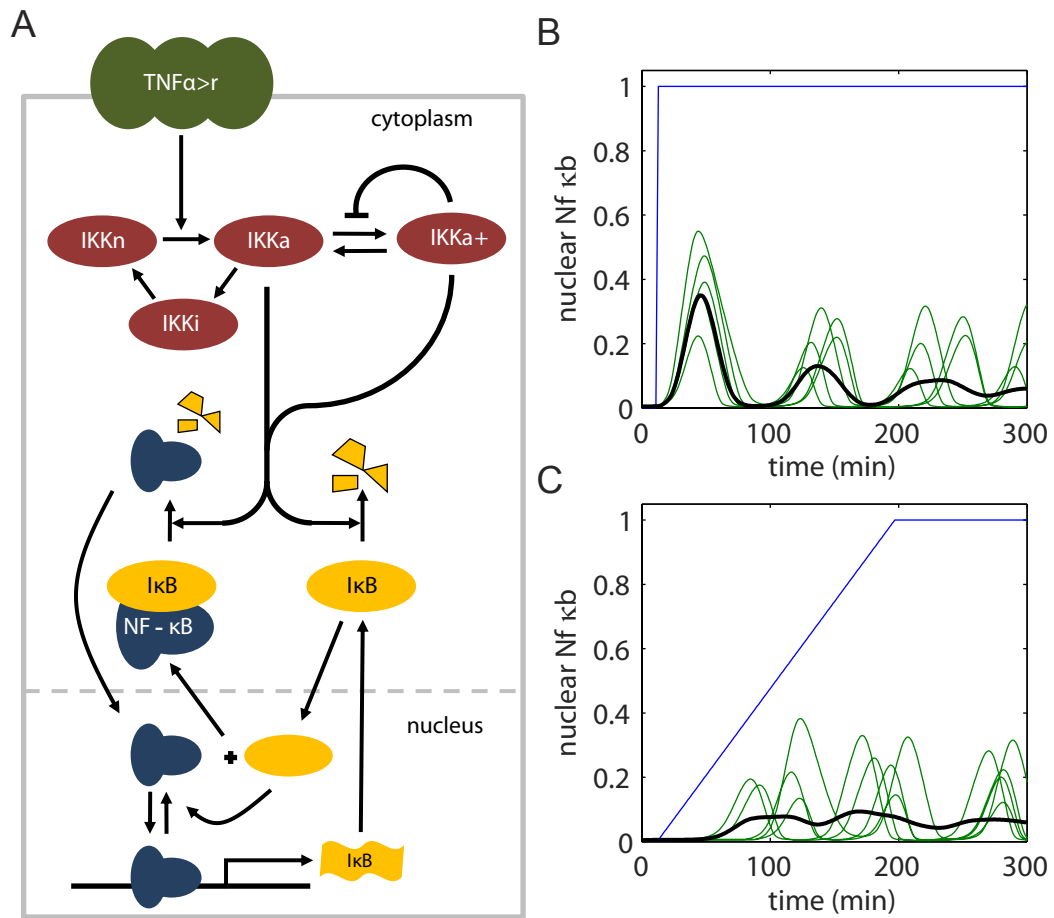 A
TNFα>r
cytoplasm
IKKn
IKKa
IKKa+
IKKi
IκB
IκB
NF - κB
nucleus
IκB
B
nuclear Nf κb
1
0.8
0.6
0.4
0.2
0
0
100
200
300
time (min)
C
nuclear Nf κb
1
0.8
0.6
0.4
0.2
0
0
100
200
300
time (min)